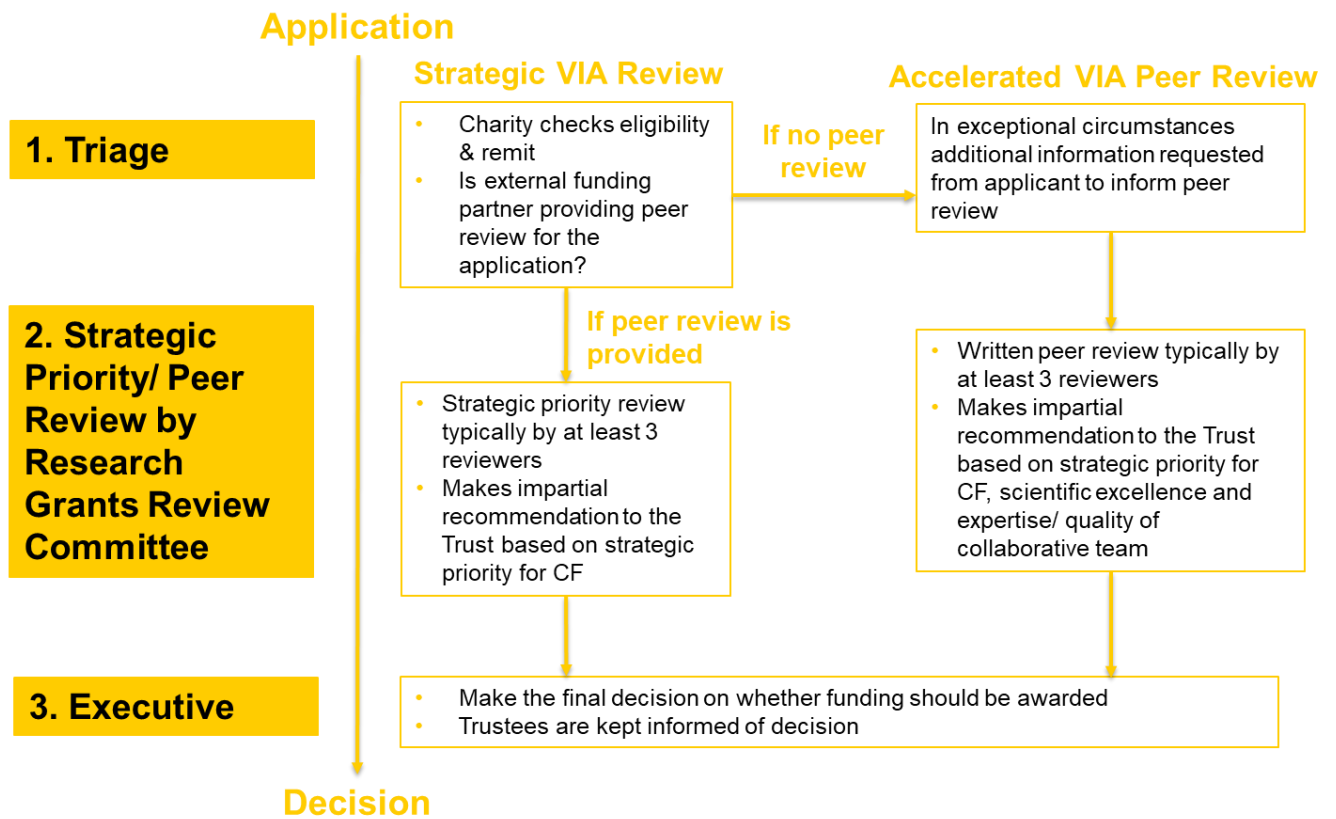 Application
Strategic VIA Review
Accelerated VIA Peer Review
1. Triage
• Charity checks eligibility
& remit
• Is external funding
partner providing peer
review for the
application?
If no peer
review
In exceptional circumstances
additional information requested
from applicant to inform peer
review
2. Strategic
Priority/ Peer
Review by
Research
Grants Review
Committee
If peer review is
provided
• Strategic priority review
typically by at least 3
reviewers
• Makes impartial
recommendation to the
Trust based on strategic
priority for CF
• Written peer review typically by
at least 3 reviewers
• Makes impartial
recommendation to the Trust
based on strategic priority for
CF, scientific excellence and
expertise/ quality of
collaborative team
3. Executive
• Make the final decision on whether funding should be awarded
• Trustees are kept informed of decision
Decision